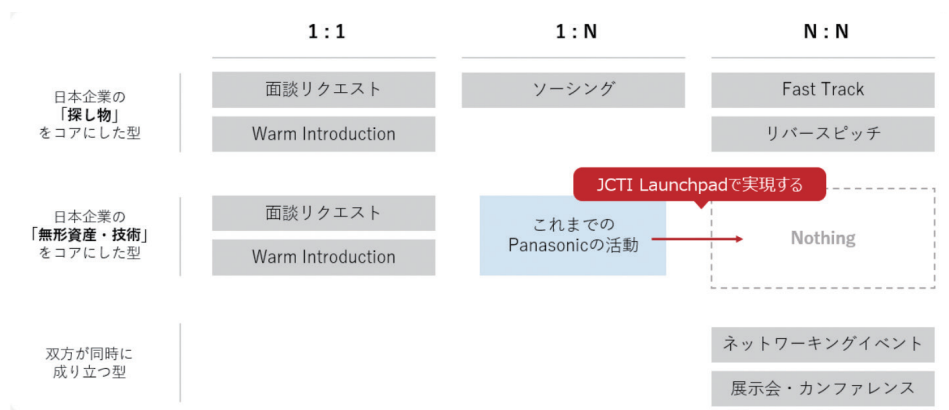 1 : 1
1 : N
N : N
日本企業の
「探し物」
をコアにした型
面談リクエスト
Warm Introduction
ソーシング
Fast Track
リバースピッチ
JCTI Launchpadで実現する
日本企業の
「無形資産・技術」
をコアにした型
面談リクエスト
Warm Introduction
これまでの
Panasonicの活動
Nothing
双方が同時に
成り立つ型
ネットワーキングイベント
展示会・カンファレンス